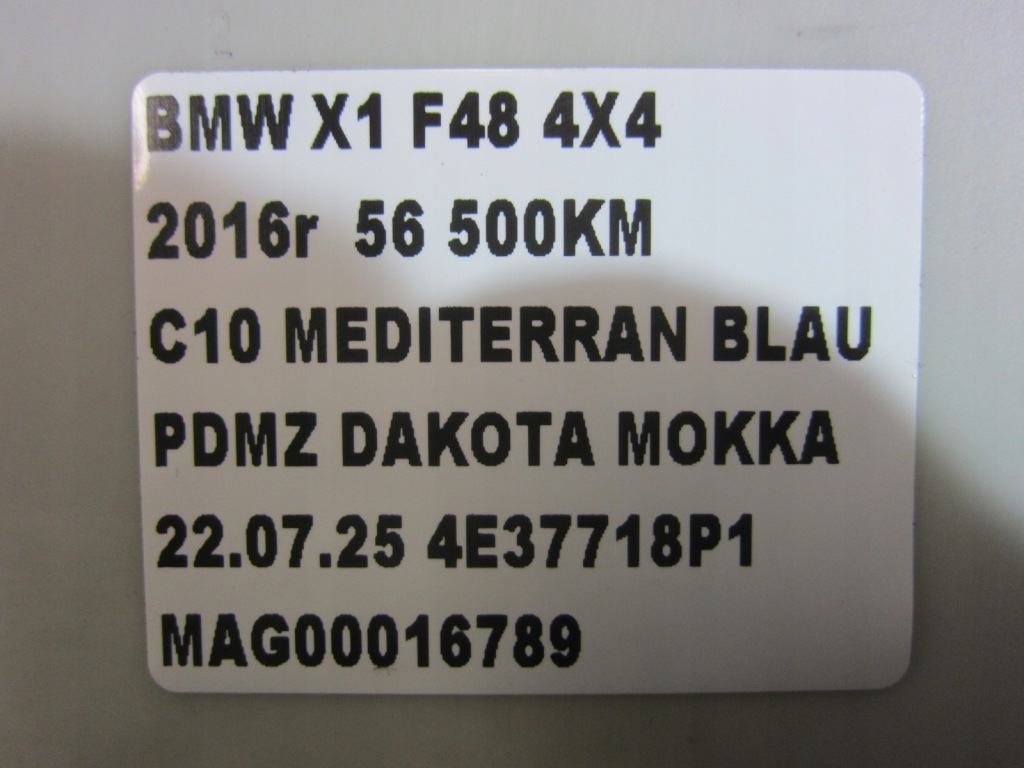 BMW X1 F48 4X4
2016r 56 500KM
C10 MEDITERRAN BLAU
PDMZ DAKOTA MOKKA
22.07.25 4E37718P1
MAG00016789